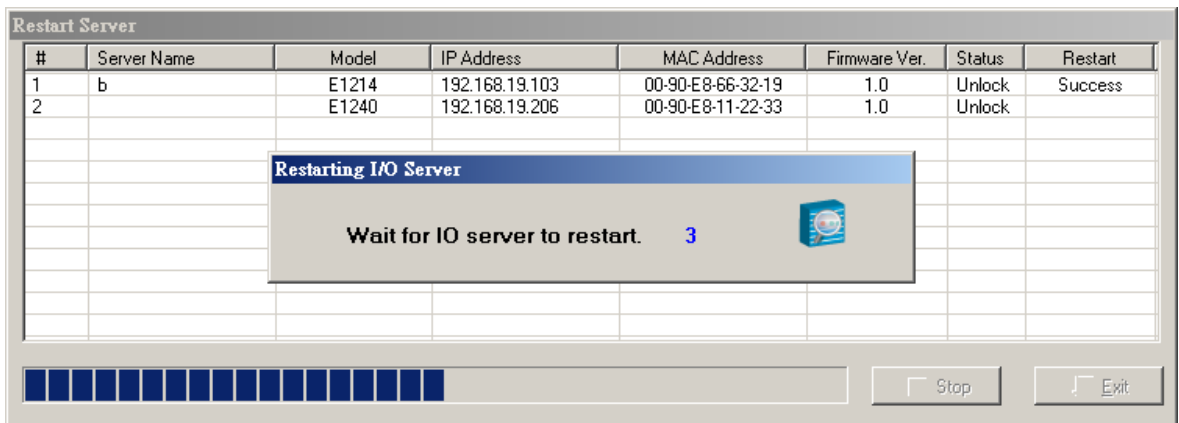 Restart Server
# Server Name Model IP Address MAC Address Firmware Ver. Status Restart
1 b E1214 192.168.19.103 00-90-E8-66-32-19 1.0 Unlock Success
2 E1240 192.168.19.206 00-90-E8-11-22-33 1.0 Unlock
Restarting I/O Server
Wait for IO server to restart. 3
Stop Exit